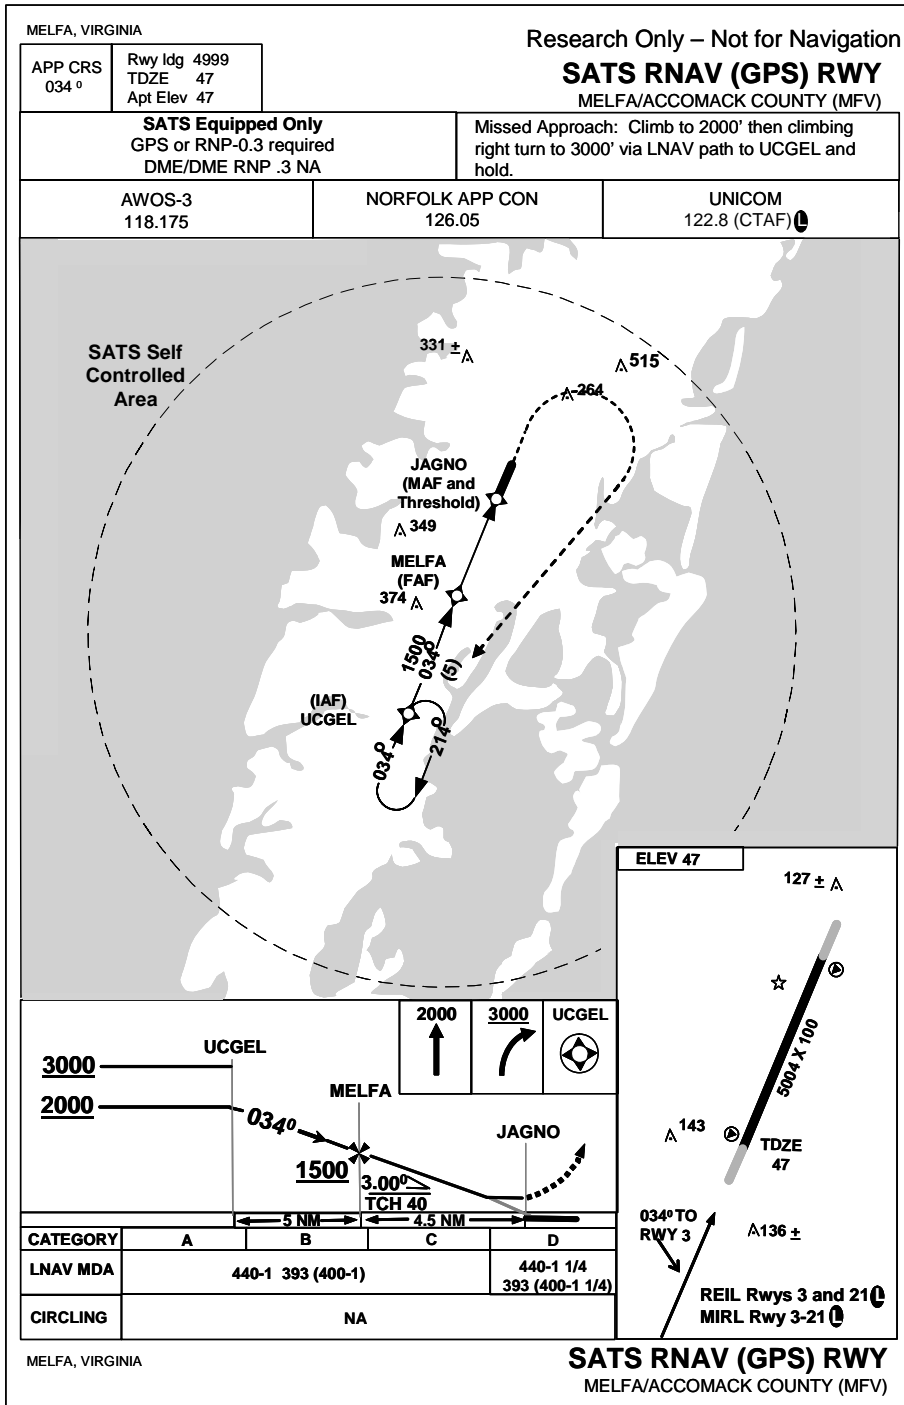 MELFA, VIRGINIA
Research Only – Not for Navigation
APP CRS
034 º
Rwy ldg 4999
TDZE 47
Apt Elev 47
SATS RNAV (GPS) RWY
MELFA/ACCOMACK COUNTY (MFV)
SATS Equipped Only
GPS or RNP-0.3 required
DME/DME RNP .3 NA
Missed Approach: Climb to 2000’ then climbing
right turn to 3000’ via LNAV path to UCGEL and
hold.
AWOS-3
118.175
NORFOLK APP CON
126.05
UNICOM
122.8 (CTAF) L
SATS Self
Controlled
Area
331 ±
515
264
JAGNO
(MAF and
Threshold)
349
MELFA
(FAF)
374
1500
034º
(5)
(IAF)
UCGEL
034º
214º
ELEV 47
127 ±
5004 X 100
143
TDZE
47
034º TO
RWY 3
136 ±
REIL Rwys 3 and 21 L
MIRL Rwy 3-21 L
2000
3000
UCGEL
UCGEL
3000
2000
034º
MELFA
1500
3.00º
TCH 40
JAGNO
5 NM
4.5 NM
CATEGORY A B C D
LNAV MDA
440-1 393 (400-1)
440-1 1/4
393 (400-1 1/4)
CIRCLING
NA
MELFA, VIRGINIA
SATS RNAV (GPS) RWY
MELFA/ACCOMACK COUNTY (MFV)